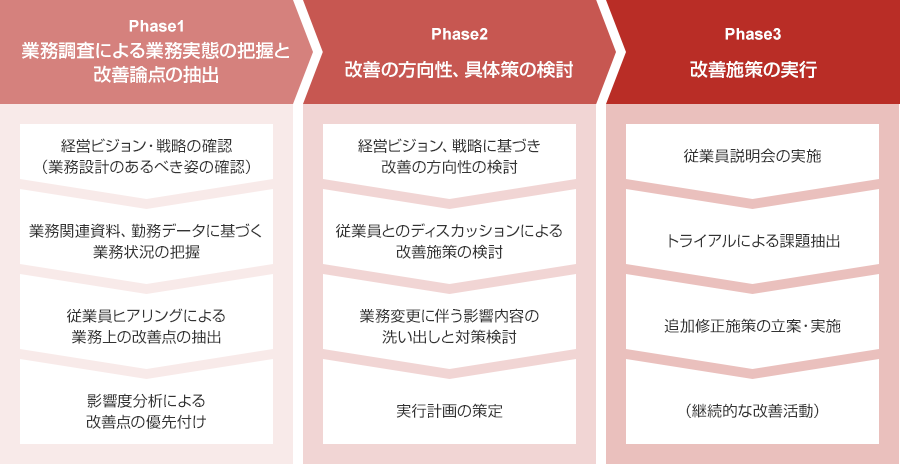 Phase1
業務調査による業務実態の把握と
改善論点の抽出
経営ビジョン・戦略の確認
（業務設計のあるべき姿の確認）
業務関連資料、勤務データに基づく
業務状況の把握
従業員ヒアリングによる
業務上の改善点の抽出
影響度分析による
改善点の優先付け
Phase2
改善の方向性、具体策の検討
経営ビジョン、戦略に基づき
改善の方向性の検討
従業員とのディスカッションによる
改善施策の検討
業務変更に伴う影響内容の
洗い出しと対策検討
実行計画の策定
Phase3
改善施策の実行
従業員説明会の実施
トライアルによる課題抽出
追加修正施策の立案・実施
（継続的な改善活動）